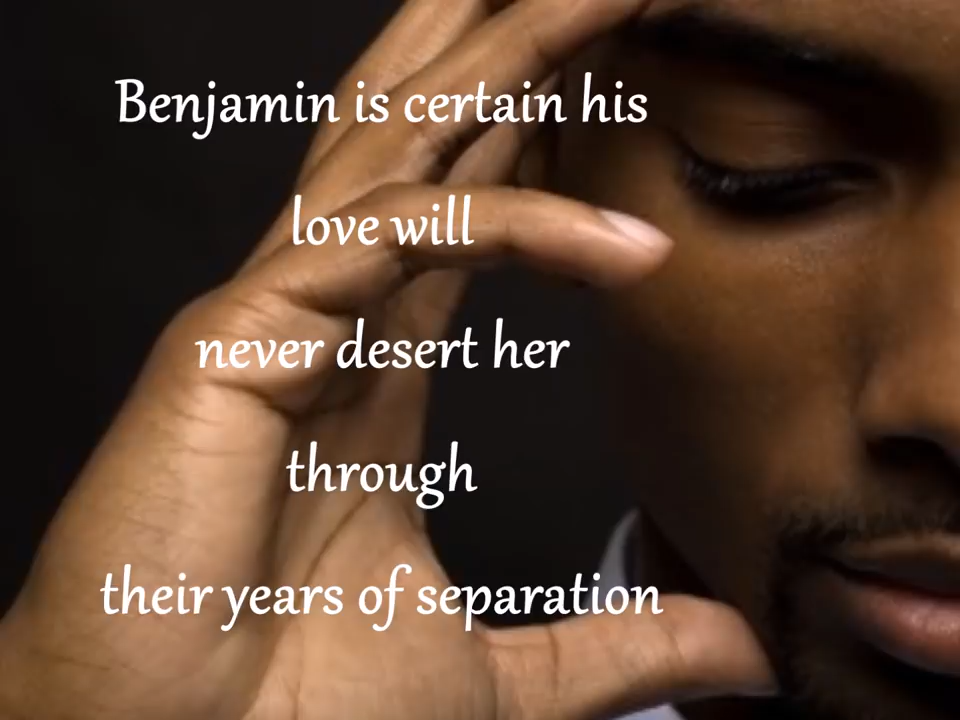 Benjamin is certain his
love will
never desert her
through
their years of separation